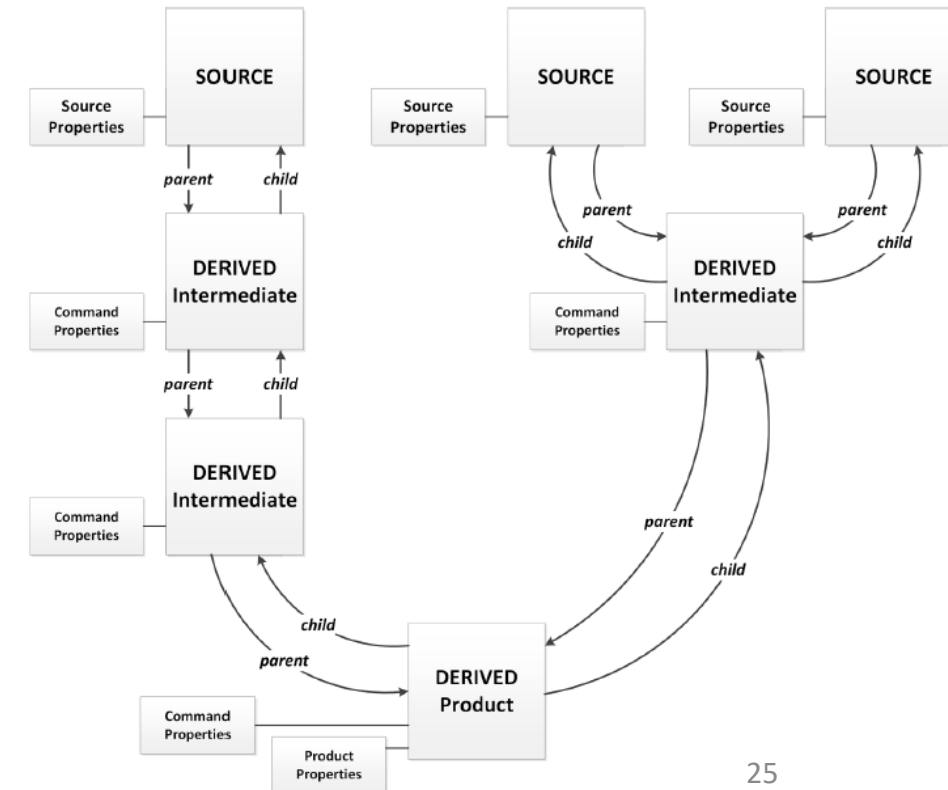 SOURCE
SOURCE
SOURCE
Source
Properties
Source
Properties
Source
Properties
parent
child
parent
child
parent
child
DERIVED
Intermediate
DERIVED
Intermediate
Command
Properties
Command
Properties
parent
child
DERIVED
Intermediate
Command
Properties
parent
child
child
parent
DERIVED
Product
Command
Properties
Product
Properties
25